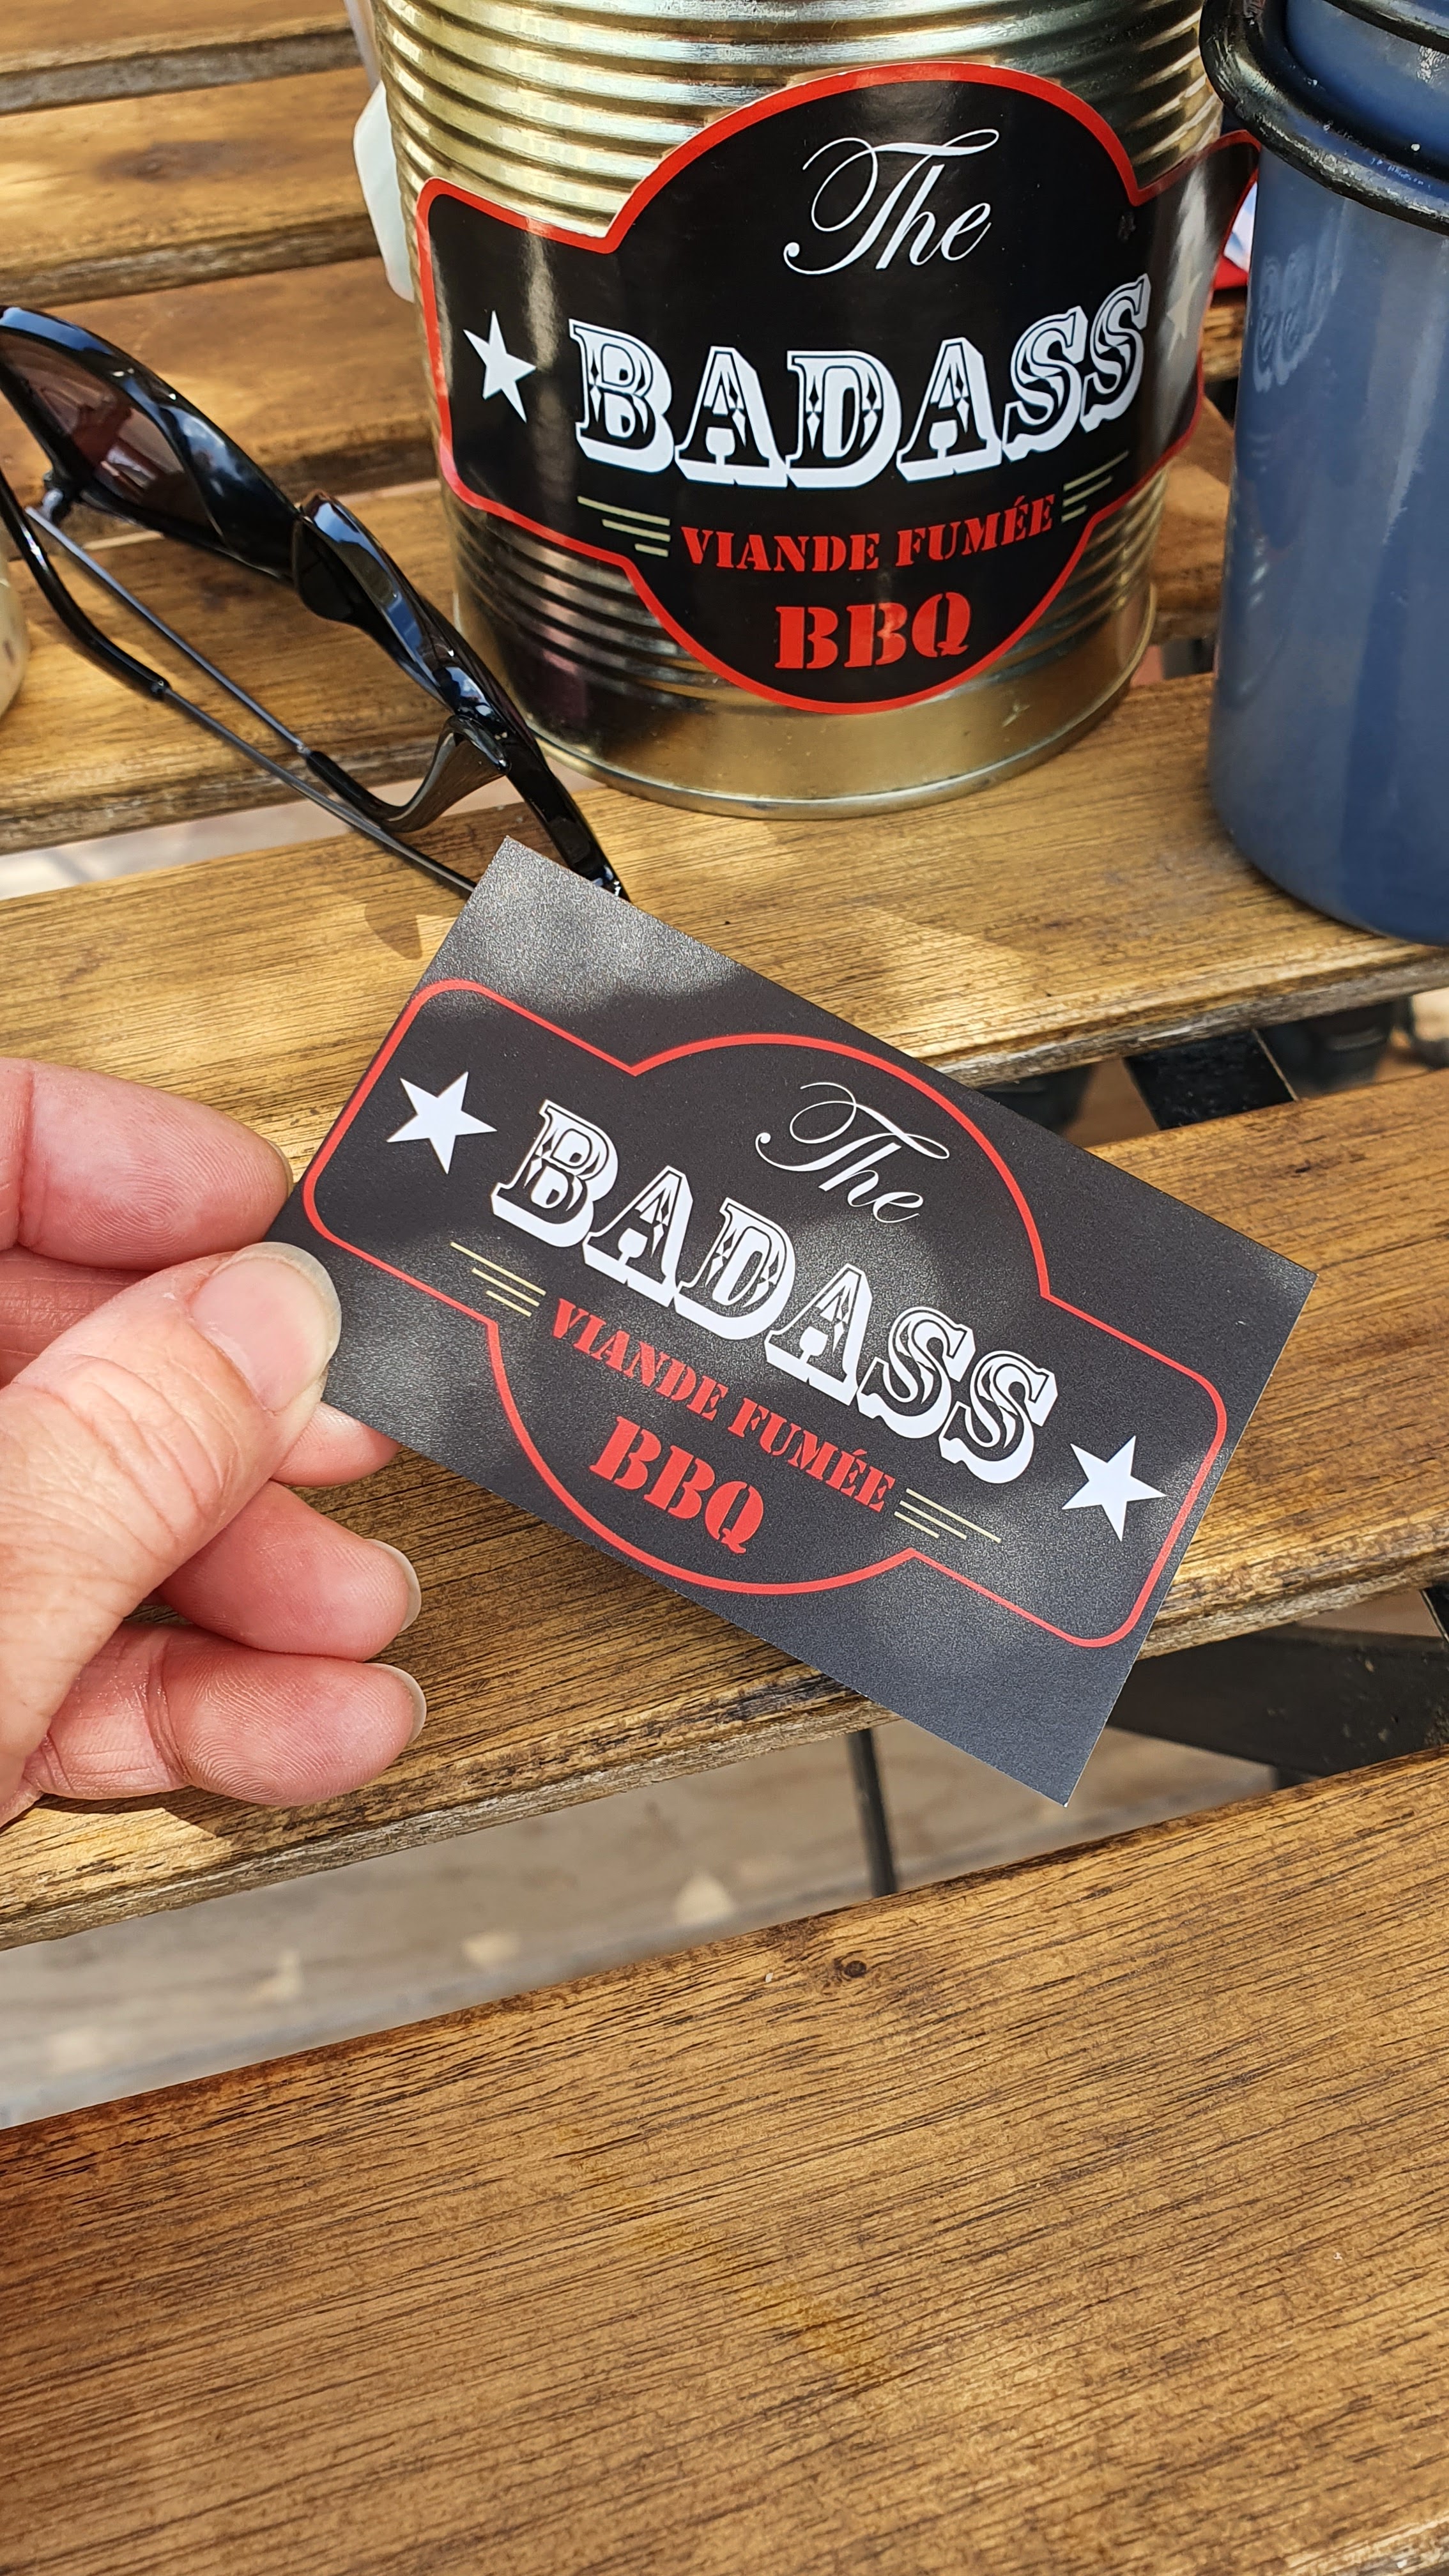 The
BADASS
VIANDE FUMÉE
BBQ
The
BADASS
VIANDE FUMÉE
BBQ